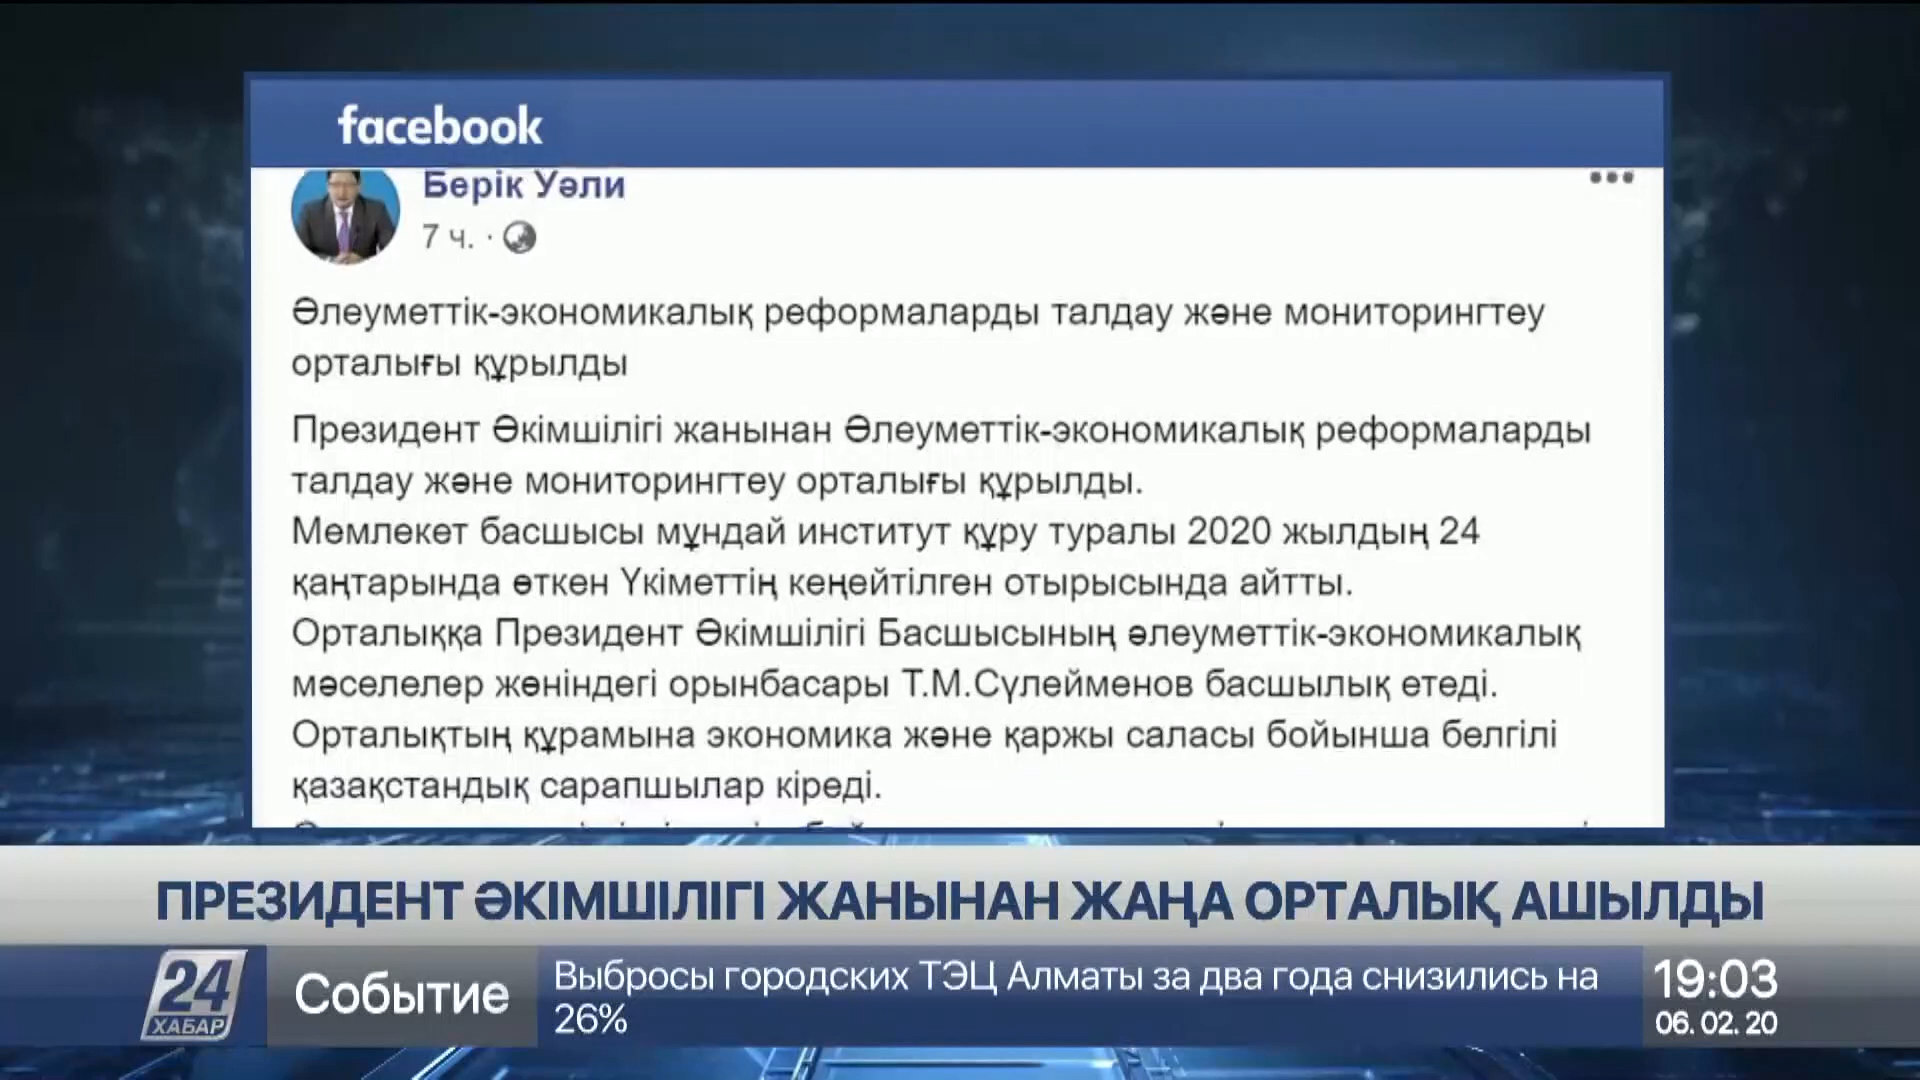 facebook
Берік Уәли
7 ч. ·
Әлеуметтік-экономикалық реформаларды талдау және мониторингтеу
орталығы құрылды
Президент Әкімшілігі жанынан Әлеуметтік-экономикалық реформаларды
талдау және мониторингтеу орталығы құрылды.
Мемлекет басшысы мұндай институт құру туралы 2020 жылдың 24
қаңтарында өткен Үкіметтің кеңейтілген отырысында айтты.
Орталыққа Президент Әкімшілігі Басшысының әлеуметтік-экономикалық
мәселелер жөніндегі орынбасары Т.М.Сүлейменов басшылық етеді.
Орталықтың құрамына экономика және қаржы саласы бойынша белгілі
қазақстандық сарапшылар кіреді.
ПРЕЗИДЕНТ ӘКІМШІЛІГІ ЖАНЫНАН ЖАҢА ОРТАЛЫҚ АШЫЛДЫ
24
ХАБАР
Событие
Выбросы городских ТЭЦ Алматы за два года снизились на
26%
19:03
06. 02. 20